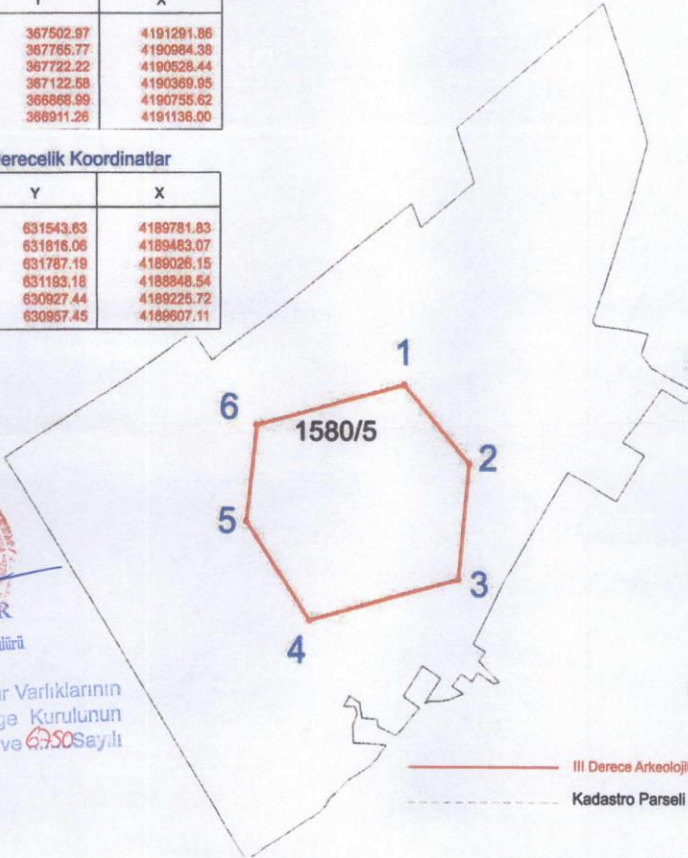 Y X
367502.97 4191291.86
367765.77 4190984.38
367722.22 4190528.44
367122.58 4190369.95
366868.99 4190755.62
366911.26 4191136.00
erecelik Koordinatlar
Y X
631543.63 4189781.83
631816.06 4189483.07
631787.19 4189026.15
631193.18 4188848.54
630927.44 4189225.72
630957.45 4189607.11
1
6
1580/5
2
5
3
4
R
dürü
r Varlıklarının
ge Kurulunun
ve 6750 Sayılı
III Derece Arkeoloji
Kadastro Parseli